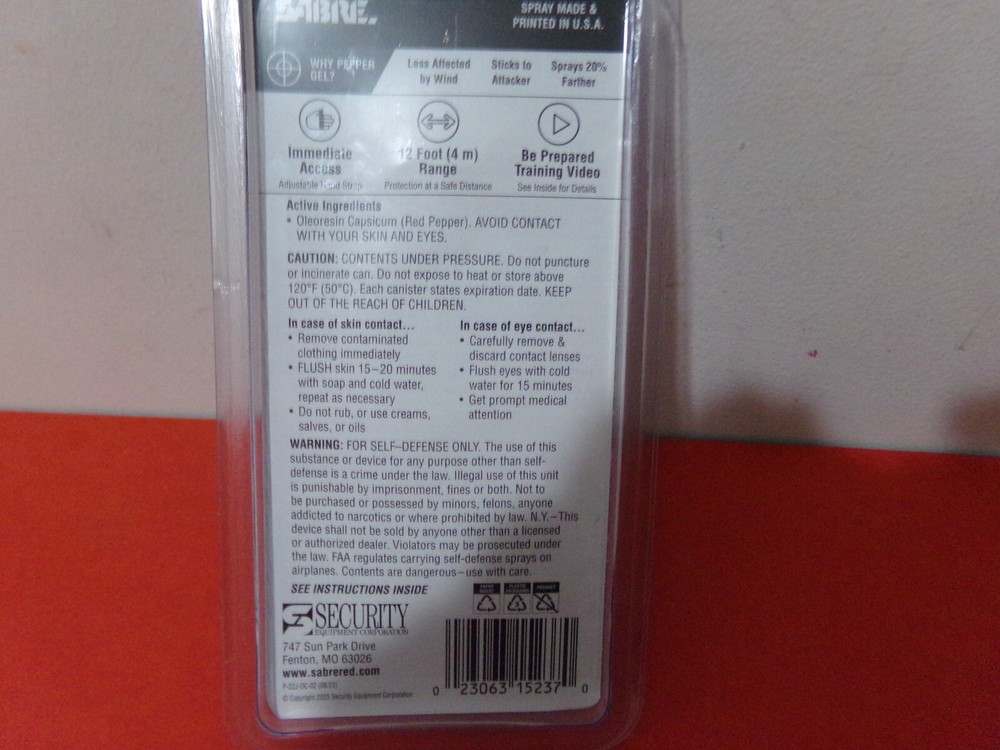 SABRE.
SPRAY MADE &
PRINTED IN U.S.A.
WHY PEPPER
GEL?
Less Affected
by Wind
Sticks to
Attacker
Sprays 20%
Farther
Immediate
Access
Adjustable Hand Strap
12 Foot (4 m)
Range
Protection at a Safe Distance
Be Prepared
Training Video
See Inside for Details
Active Ingredients
• Oleoresin Capsicum (Red Pepper). AVOID CONTACT
WITH YOUR SKIN AND EYES.
CAUTION: CONTENTS UNDER PRESSURE. Do not puncture
or incinerate can. Do not expose to heat or store above
120°F (50°C). Each canister states expiration date. KEEP
OUT OF THE REACH OF CHILDREN.
In case of skin contact...
• Remove contaminated
clothing immediately
• FLUSH skin 15–20 minutes
with soap and cold water,
repeat as necessary
• Do not rub, or use creams,
salves, or oils
In case of eye contact...
• Carefully remove &
discard contact lenses
• Flush eyes with cold
water for 15 minutes
• Get prompt medical
attention
WARNING: FOR SELF–DEFENSE ONLY. The use of this
substance or device for any purpose other than self-
defense is a crime under the law. Illegal use of this unit
is punishable by imprisonment, fines or both. Not to
be purchased or possessed by minors, felons, anyone
addicted to narcotics or where prohibited by law. N.Y.–This
device shall not be sold by anyone other than a licensed
or authorized dealer. Violators may be prosecuted under
the law. FAA regulates carrying self-defense sprays on
airplanes. Contents are dangerous–use with care.
SEE INSTRUCTIONS INSIDE
SECURITY
EQUIPMENT CORPORATION
747 Sun Park Drive
Fenton, MO 63026
www.sabrered.com
Security Equipment Corporation
0 23063 15237 0